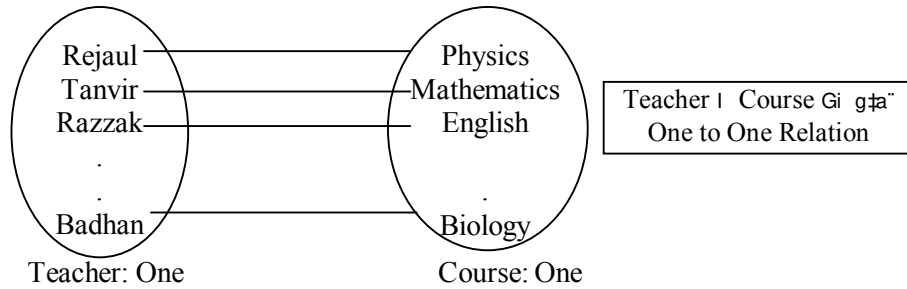 Rejaul
Tanvir
Razzak
.
.
Badhan
Teacher: One
Physics
Mathematics
English
.
Biology
Course: One
Teacher I Course Gi g‡a¨
One to One Relation